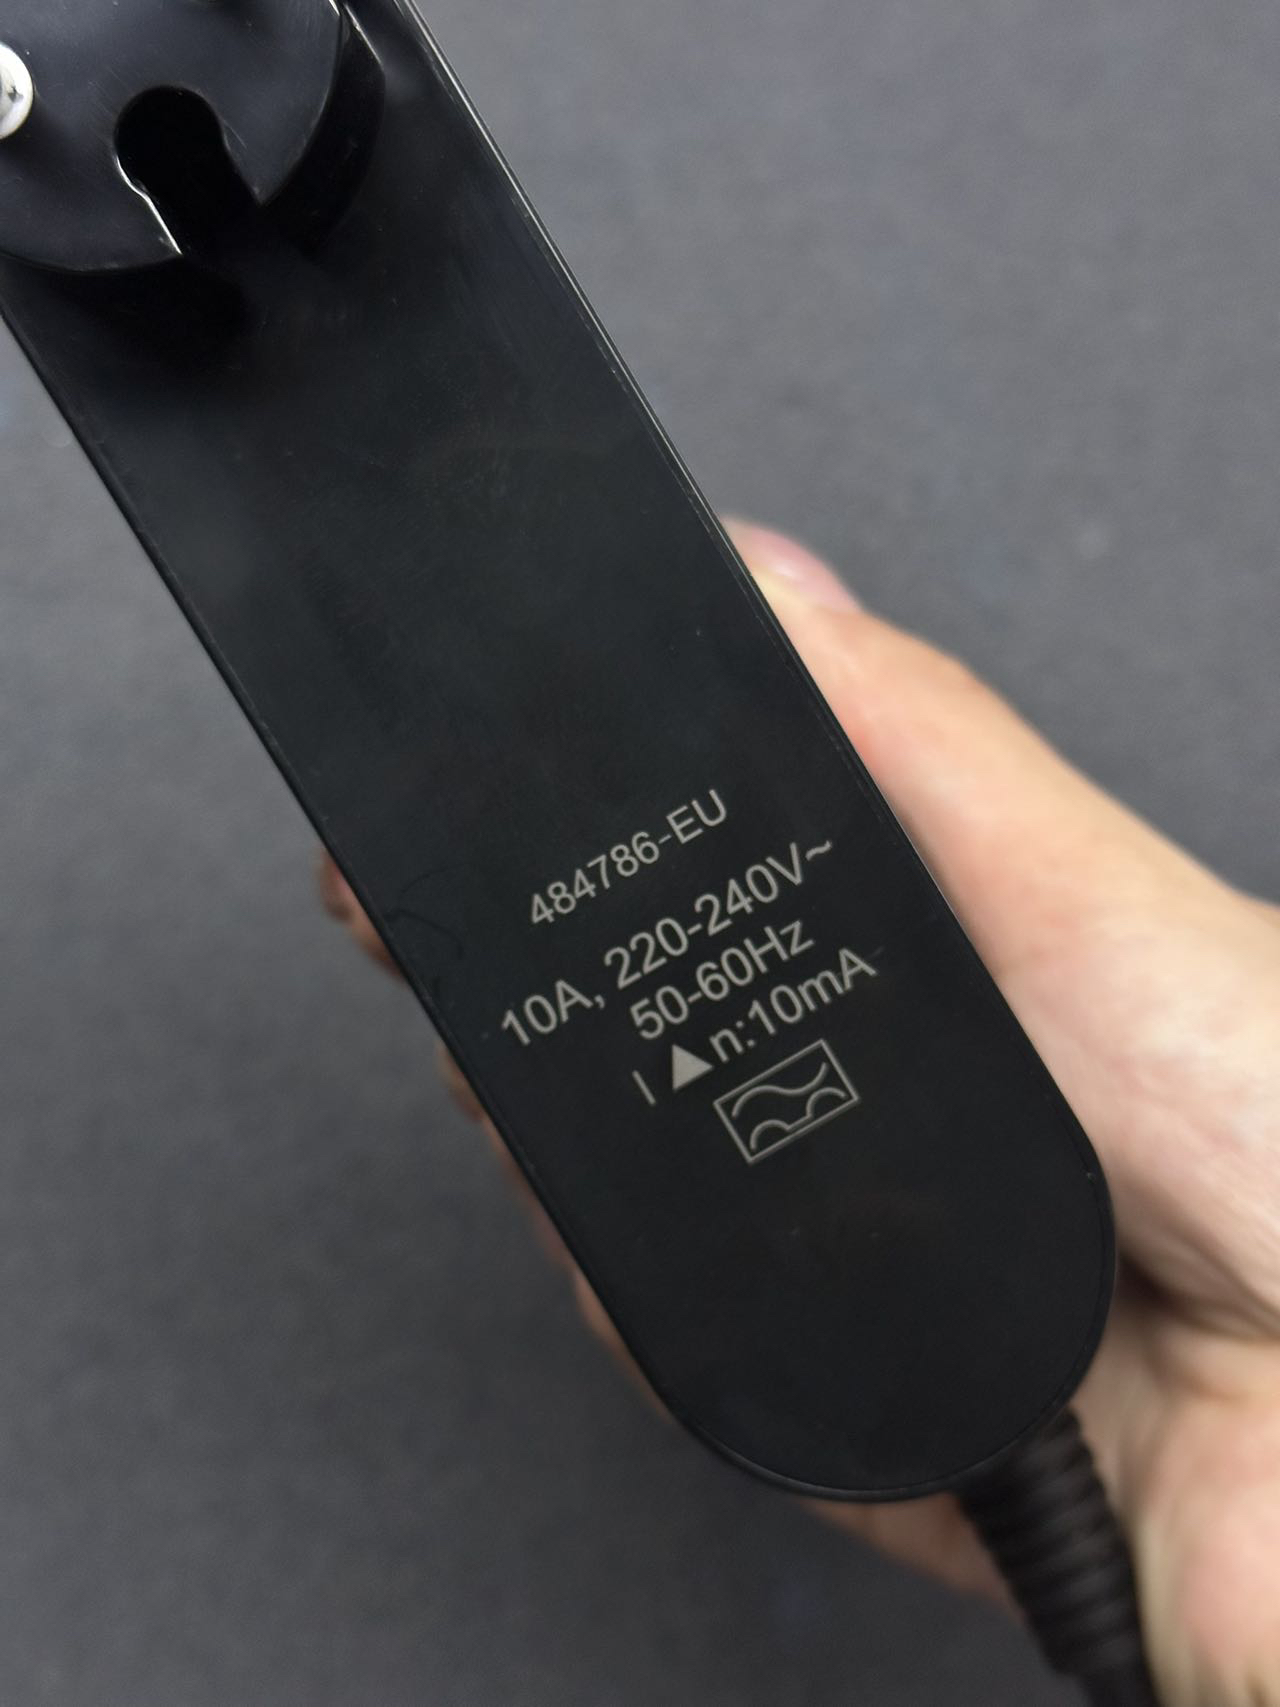 484786-EU
10A, 220-240V~
50-60Hz
I ▲n:10mA